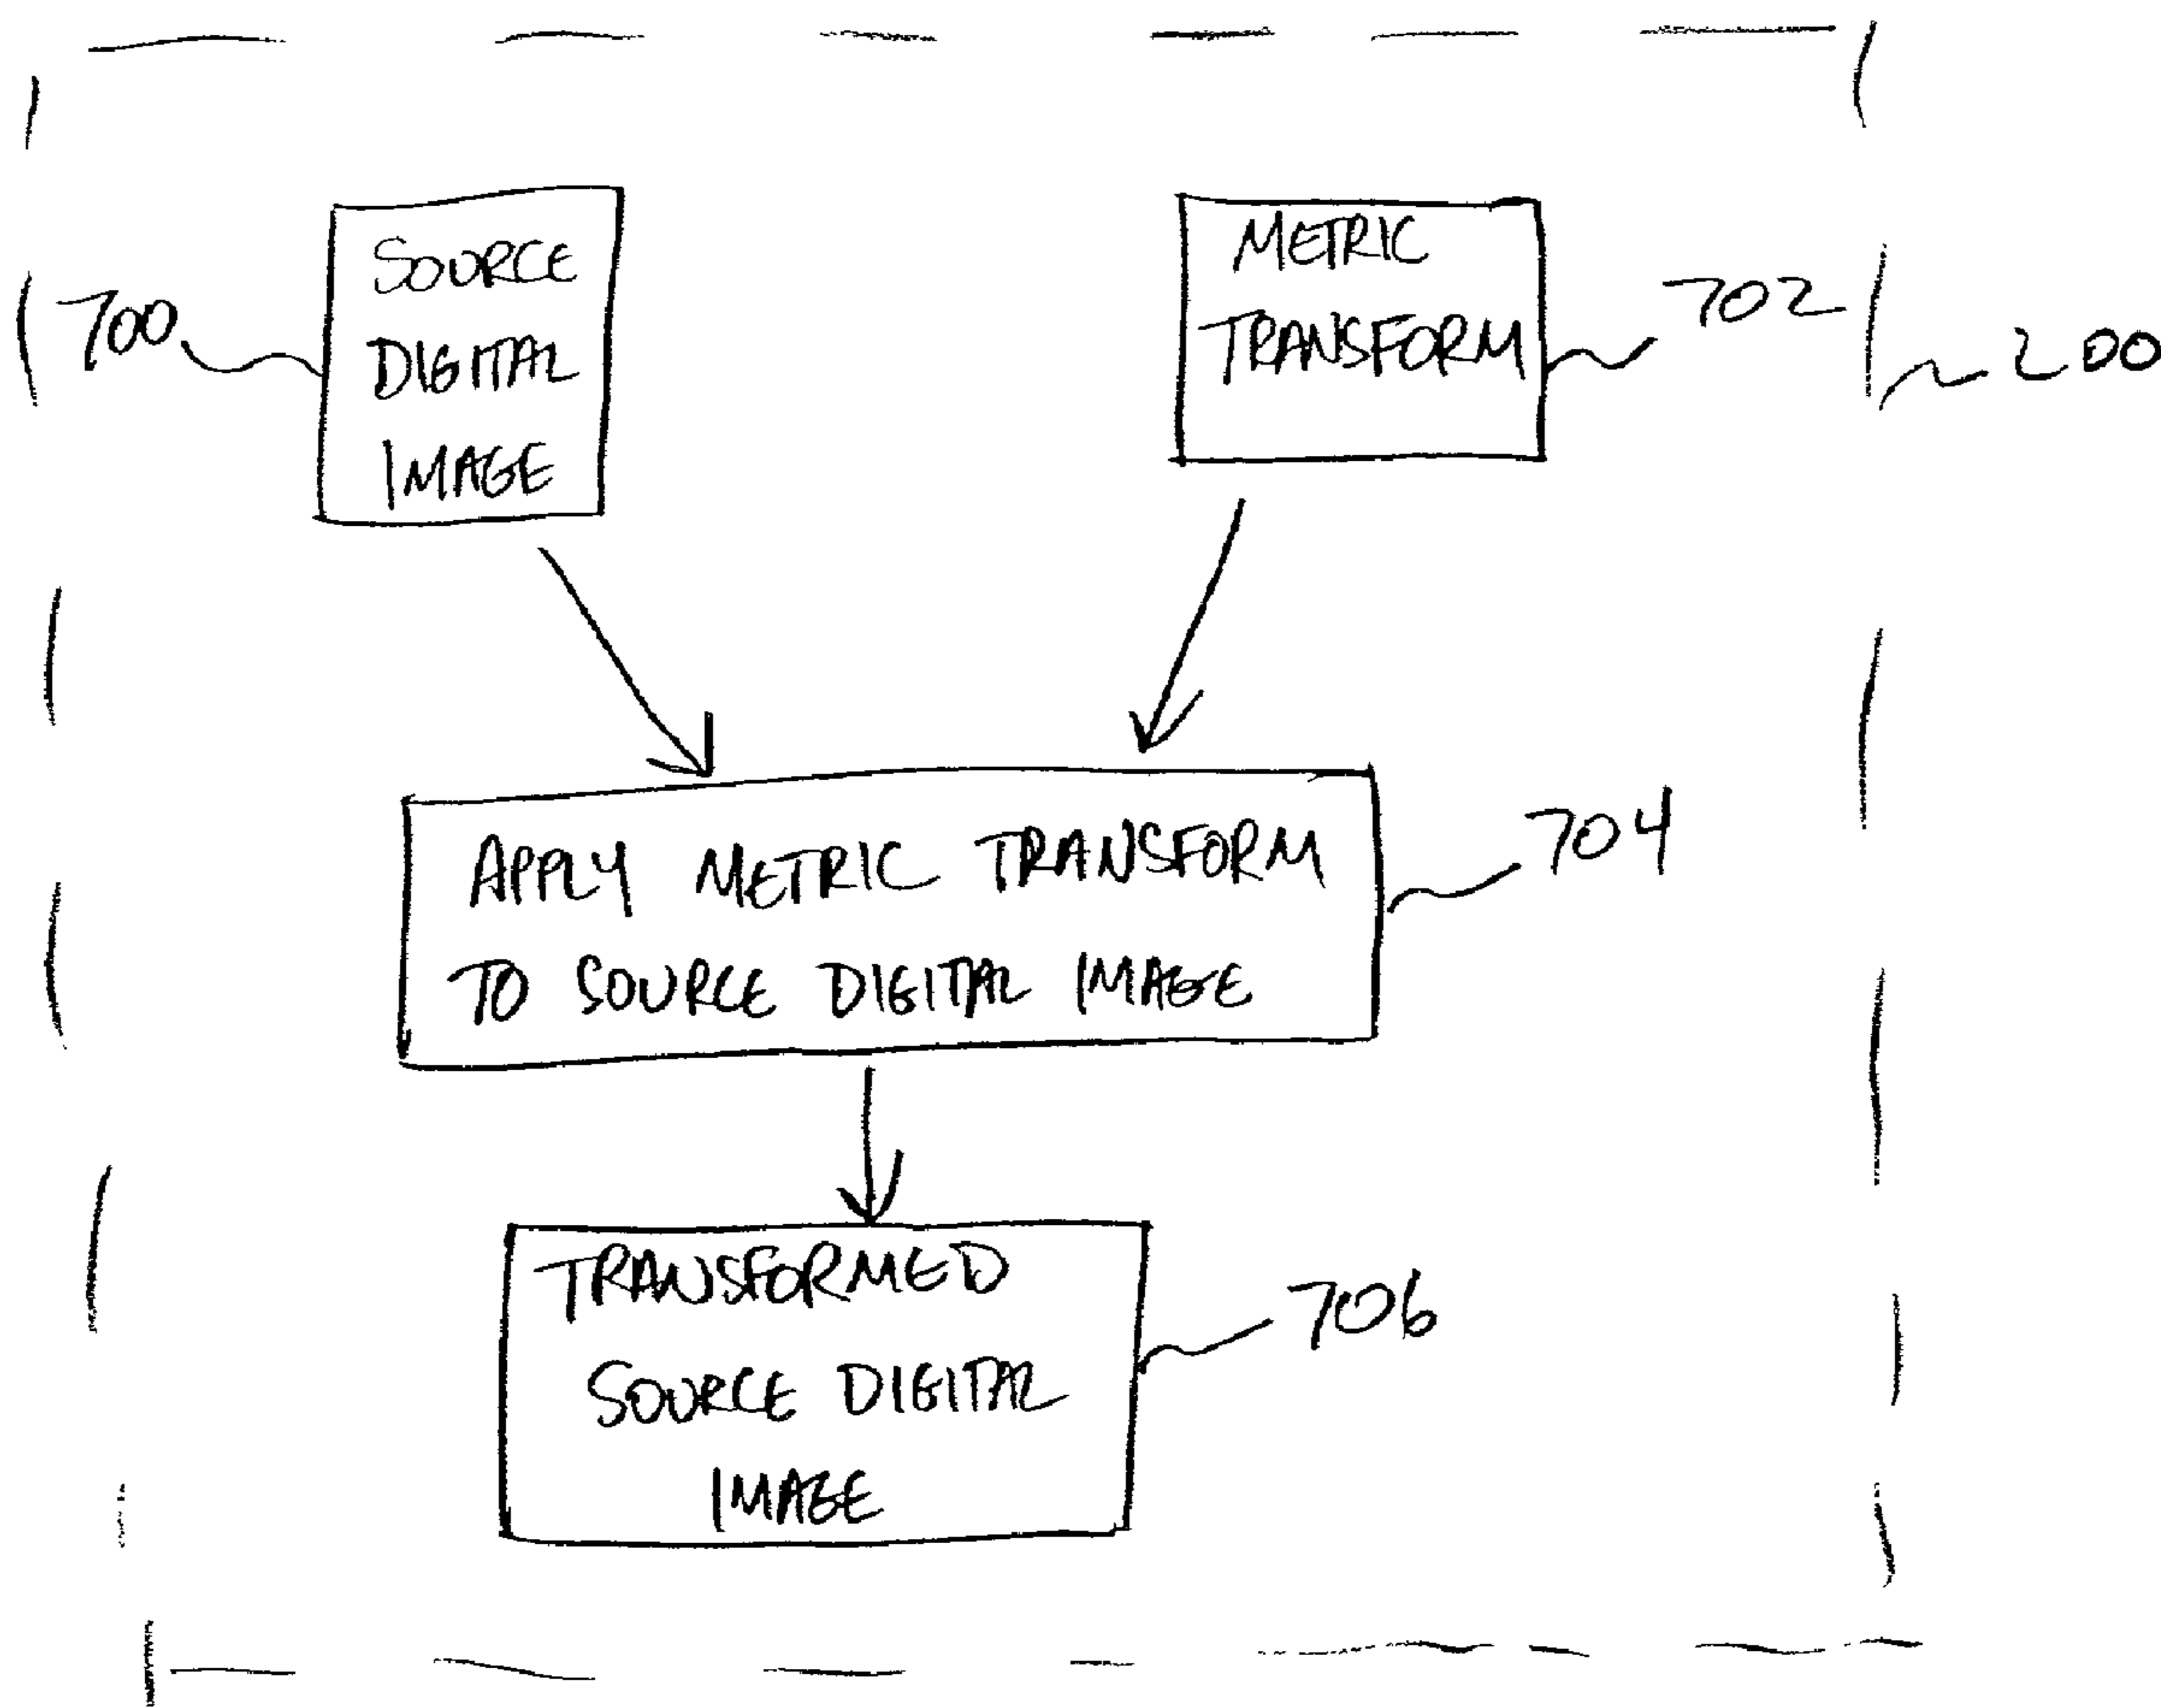 SOURCE
DIGITAL
IMAGE
700
METRIC
TRANSFORM
702
200
APPLY METRIC TRANSFORM
TO SOURCE DIGITAL IMAGE
704
TRANSFORMED
SOURCE DIGITAL
IMAGE
706